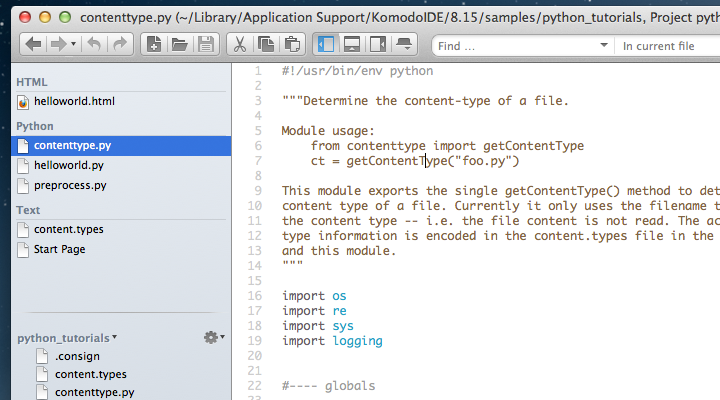 contenttype.py (~/Library/Application Support/KomodoIDE/8.15/samples/python_tutorials, Project pyth
Find ...
In current file
HTML
helloworld.html
Python
contenttype.py
helloworld.py
preprocess.py
Text
content.types
Start Page
python_tutorials
.consign
content.types
contenttype.py
1 #!/usr/bin/env python
2
3 """Determine the content-type of a file.
4
5 Module usage:
6 from contenttype import getContentType
7 ct = getContentType("foo.py")
8
9 This module exports the single getContentType() method to det
10 content type of a file. Currently it only uses the filename t
11 the content type -- i.e. the file content is not read. The ac
12 type information is encoded in the content.types file in the
13 and this module.
14 """
15
16 import os
17 import re
18 import sys
19 import logging
20
21
22 #---- globals
23